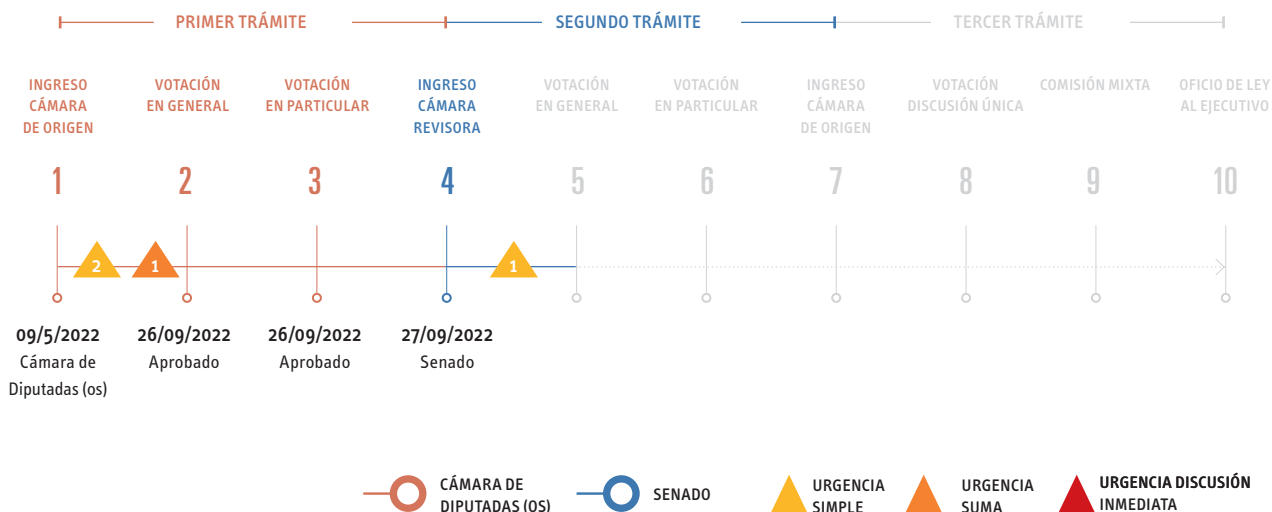 PRIMER TRÁMITE
SEGUNDO TRÁMITE
TERCER TRÁMITE
INGRESO
CÁMARA
DE ORIGEN
VOTACIÓN
EN GENERAL
VOTACIÓN
EN PARTICULAR
INGRESO
CÁMARA
REVISORA
VOTACIÓN
EN GENERAL
VOTACIÓN
EN PARTICULAR
INGRESO
CÁMARA
DE ORIGEN
VOTACIÓN
DISCUSIÓN ÚNICA
COMISIÓN MIXTA
OFICIO DE LEY
AL EJECUTIVO
1
2
3
4
5
6
7
8
9
10
2
1
1
09/5/2022
Cámara de
Diputadas (os)
26/09/2022
Aprobado
26/09/2022
Aprobado
27/09/2022
Senado
CÁMARA DE
DIPUTADAS (OS)
SENADO
URGENCIA
SIMPLE
URGENCIA
SUMA
URGENCIA DISCUSIÓN
INMEDIATA